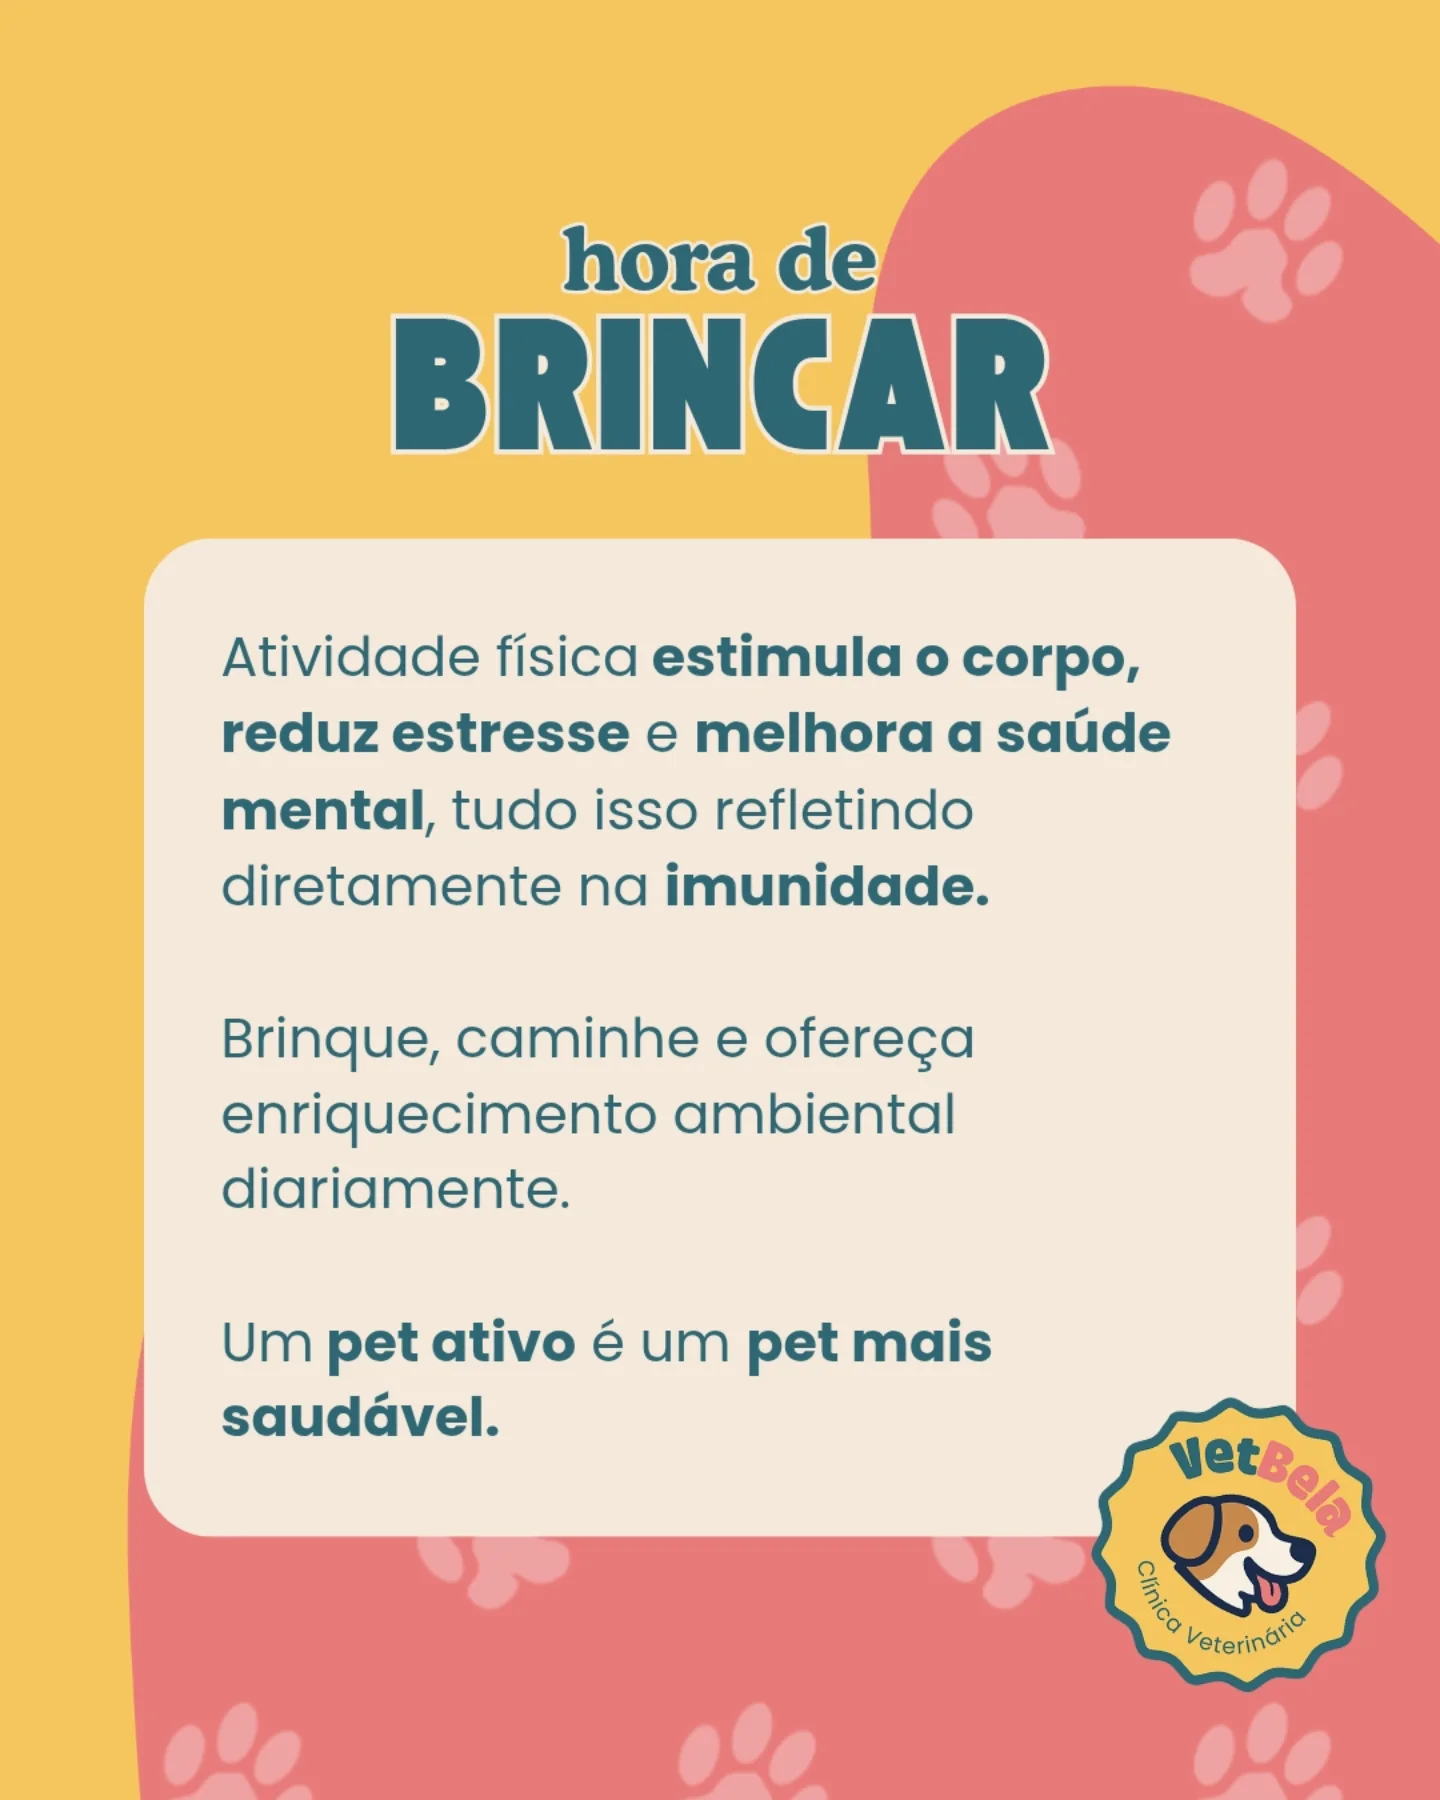 hora de
BRINCAR
Atividade física estimula o corpo,
reduz estresse e melhora a saúde
mental, tudo isso refletindo
diretamente na imunidade.
Brinque, caminhe e ofereça
enriquecimento ambiental
diariamente.
Um pet ativo é um pet mais
saudável.
VetBela
Clínica Veterinária